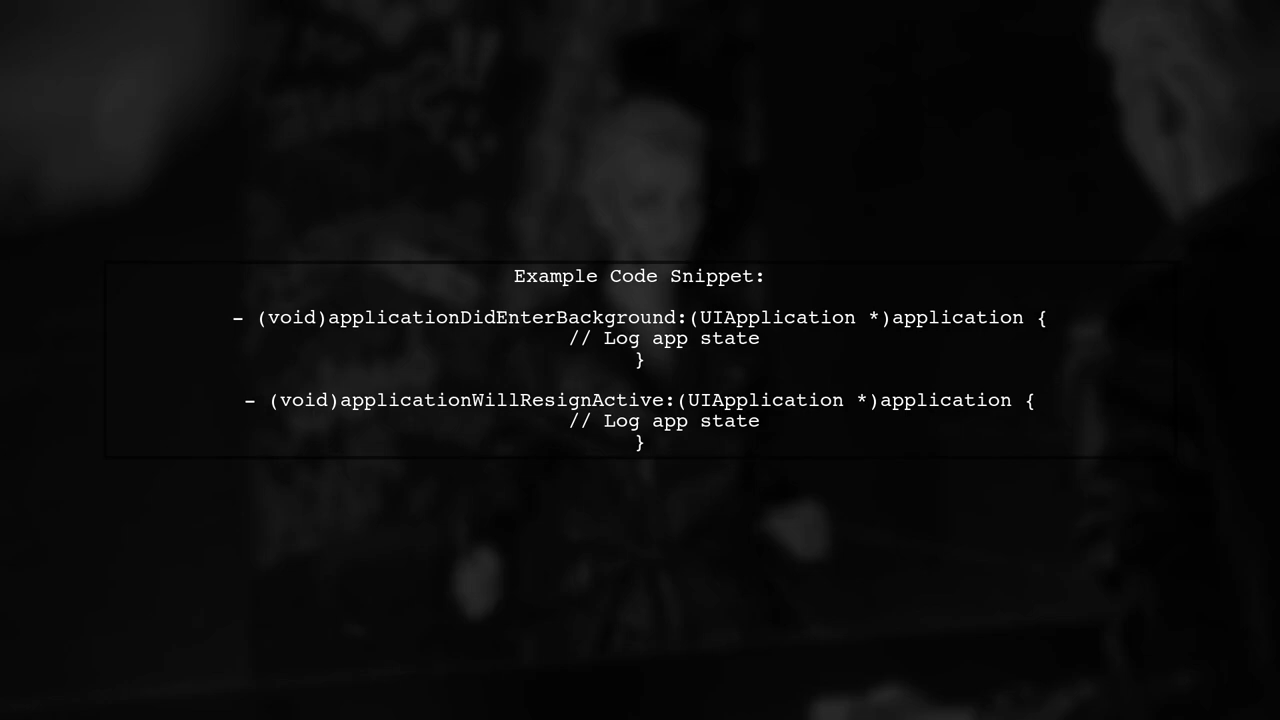 Example Code Snippet:
- (void)applicationDidEnterBackground:(UIApplication *)application {
// Log app state
}
- (void)applicationWillResignActive:(UIApplication *)application {
// Log app state
}